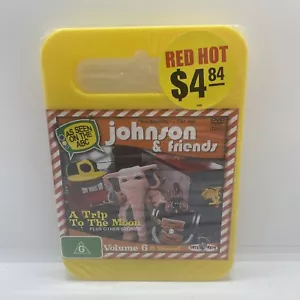 RED HOT
$4.84
AS SEEN
ON THE
ABC
johnson
& friends
A Trip
To The Moon
PLUS OTHER STORIES
G
Volume 6